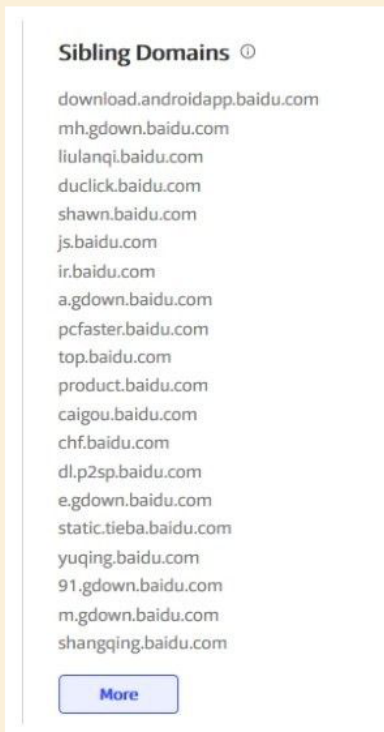 Sibling Domains
download.androidapp.baidu.com
mh.gdown.baidu.com
liulanqi.baidu.com
duclick.baidu.com
shawn.baidu.com
js.baidu.com
ir.baidu.com
a.gdown.baidu.com
pcfaster.baidu.com
top.baidu.com
product.baidu.com
caigou.baidu.com
chf.baidu.com
dl.p2sp.baidu.com
e.gdown.baidu.com
static.tieba.baidu.com
yuqing.baidu.com
91.gdown.baidu.com
m.gdown.baidu.com
shangqing.baidu.com
More